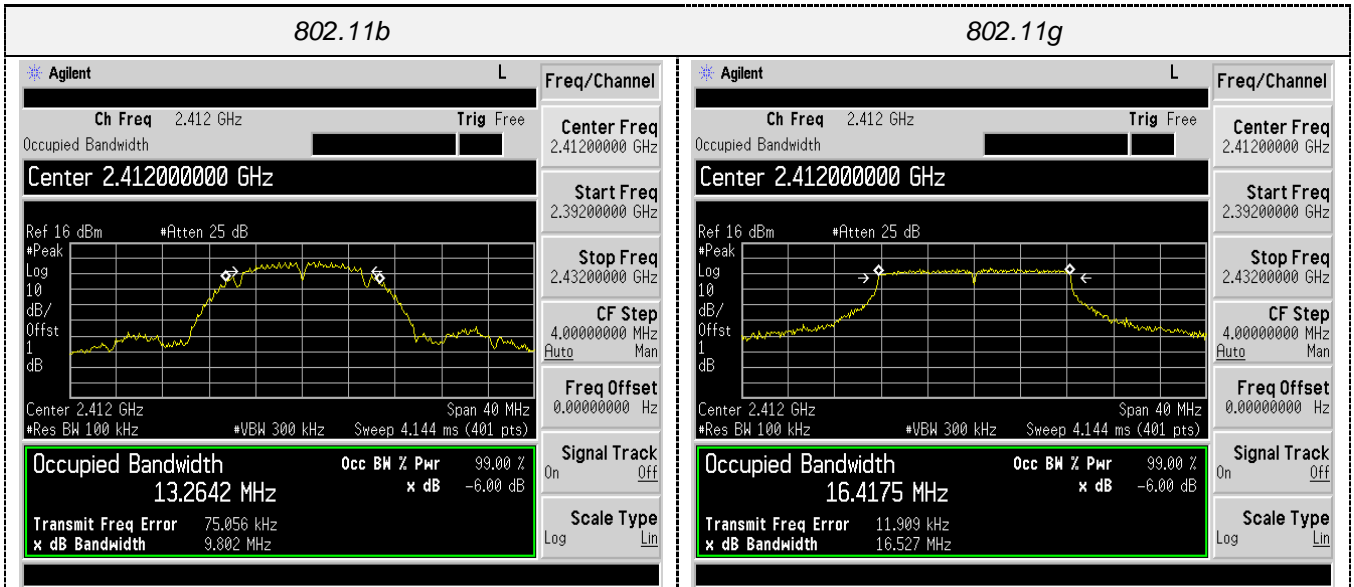 802.11b
Agilent
L
Freq/Channel
Ch Freq 2.412 GHz
Trig Free
Occupied Bandwidth
Center 2.412000000 GHz
Center Freq
2.41200000 GHz
Start Freq
2.39200000 GHz
Ref 16 dBm
#Atten 25 dB
#Peak
Log
10
dB/
Offst
1
dB
Stop Freq
2.43200000 GHz
CF Step
4.00000000 MHz
Auto Man
Freq Offset
0.00000000 Hz
Center 2.412 GHz
Span 40 MHz
#Res BW 100 kHz
#VBW 300 kHz
Sweep 4.144 ms (401 pts)
Signal Track
On Off
Occupied Bandwidth
13.2642 MHz
Occ BW % Pwr 99.00 %
x dB -6.00 dB
Transmit Freq Error 75.056 kHz
x dB Bandwidth 9.802 MHz
Scale Type
Log Lin
802.11g
Agilent
L
Freq/Channel
Ch Freq 2.412 GHz
Trig Free
Occupied Bandwidth
Center 2.412000000 GHz
Center Freq
2.41200000 GHz
Start Freq
2.39200000 GHz
Ref 16 dBm
#Atten 25 dB
#Peak
Log
10
dB/
Offst
1
dB
Stop Freq
2.43200000 GHz
CF Step
4.00000000 MHz
Auto Man
Freq Offset
0.00000000 Hz
Center 2.412 GHz
Span 40 MHz
#Res BW 100 kHz
#VBW 300 kHz
Sweep 4.144 ms (401 pts)
Signal Track
On Off
Occupied Bandwidth
16.4175 MHz
Occ BW % Pwr 99.00 %
x dB -6.00 dB
Transmit Freq Error 11.909 kHz
x dB Bandwidth 16.527 MHz
Scale Type
Log Lin